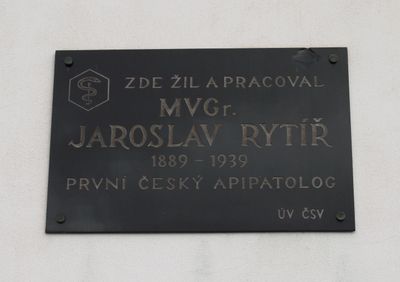 ZDE ŽIL A PRACOVAL
MVGr.
JAROSLAV RYTÍŘ
1889 - 1939
PRVNÍ ČESKÝ APIPATOLOG
ÚV ČSV